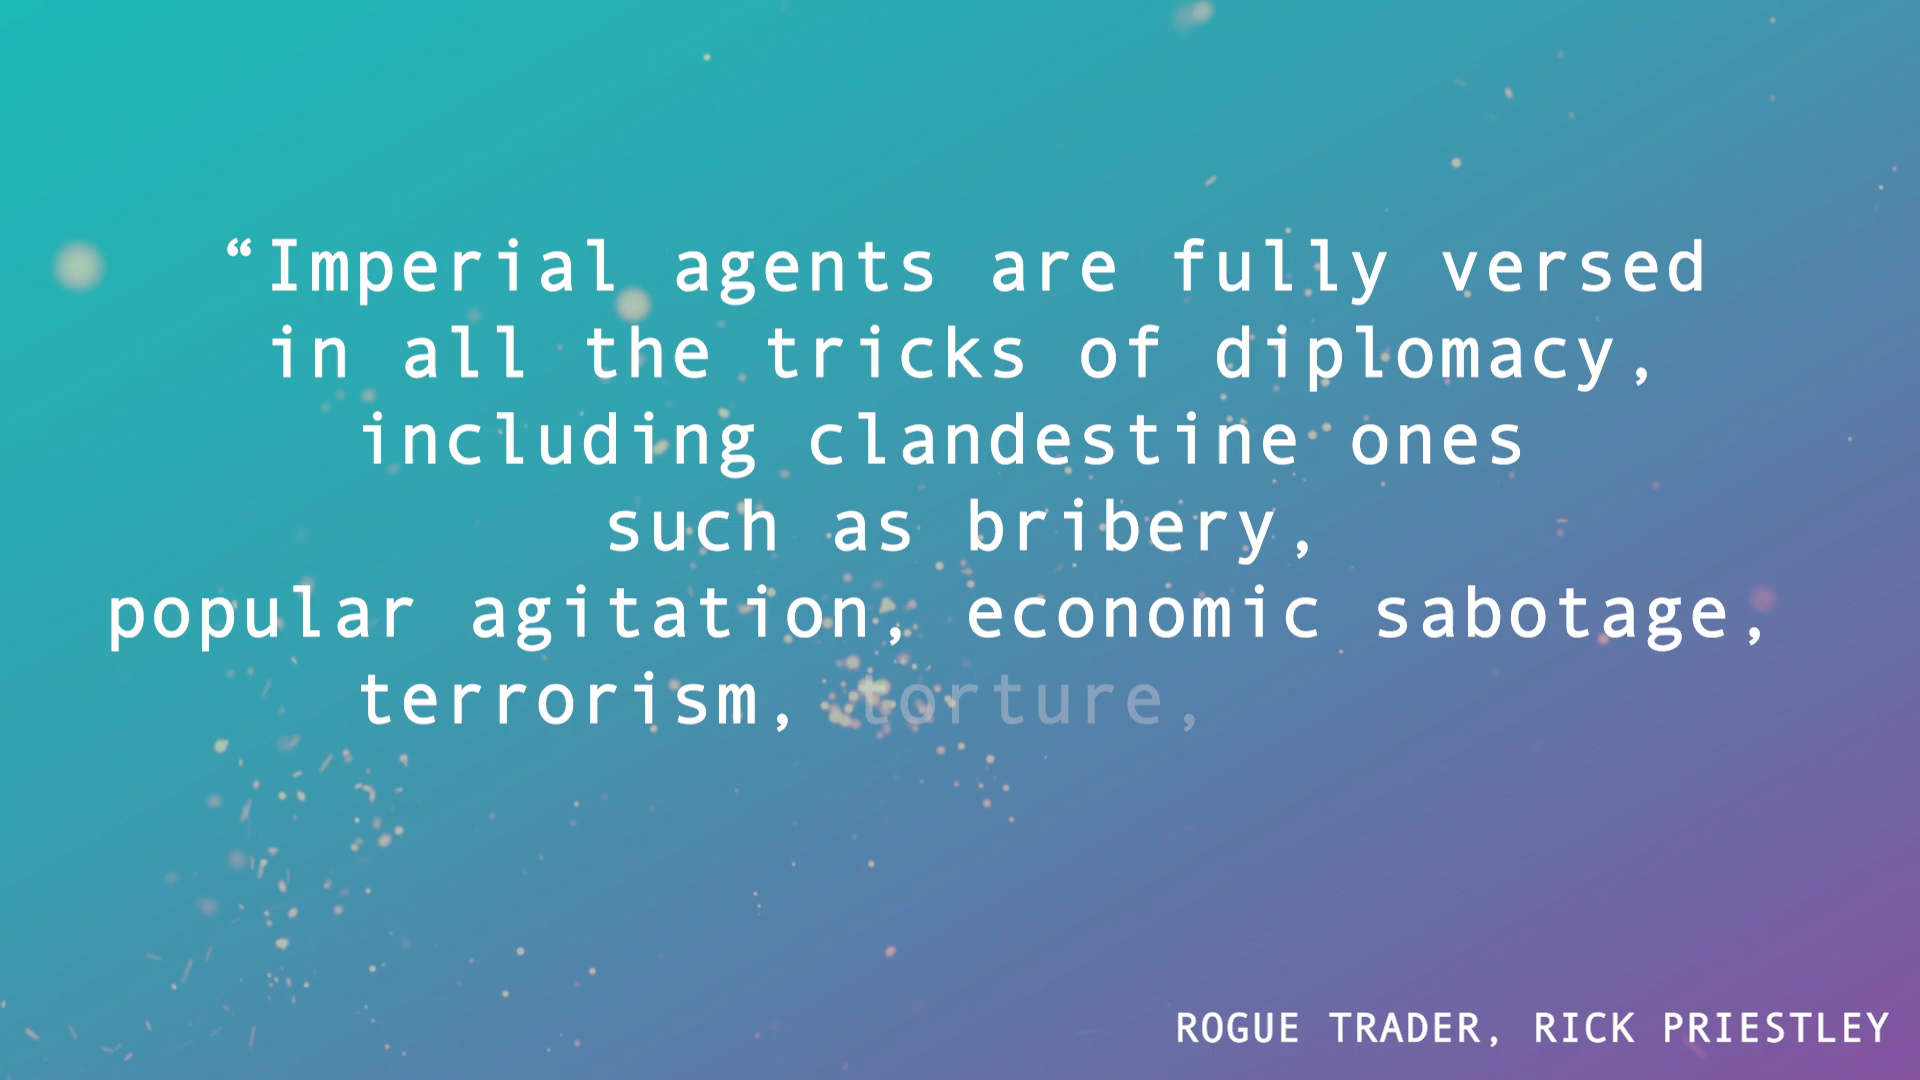 “Imperial agents are fully versed
in all the tricks of diplomacy,
including clandestine ones
such as bribery,
popular agitation, economic sabotage,
terrorism, torture,
ROGUE TRADER, RICK PRIESTLEY